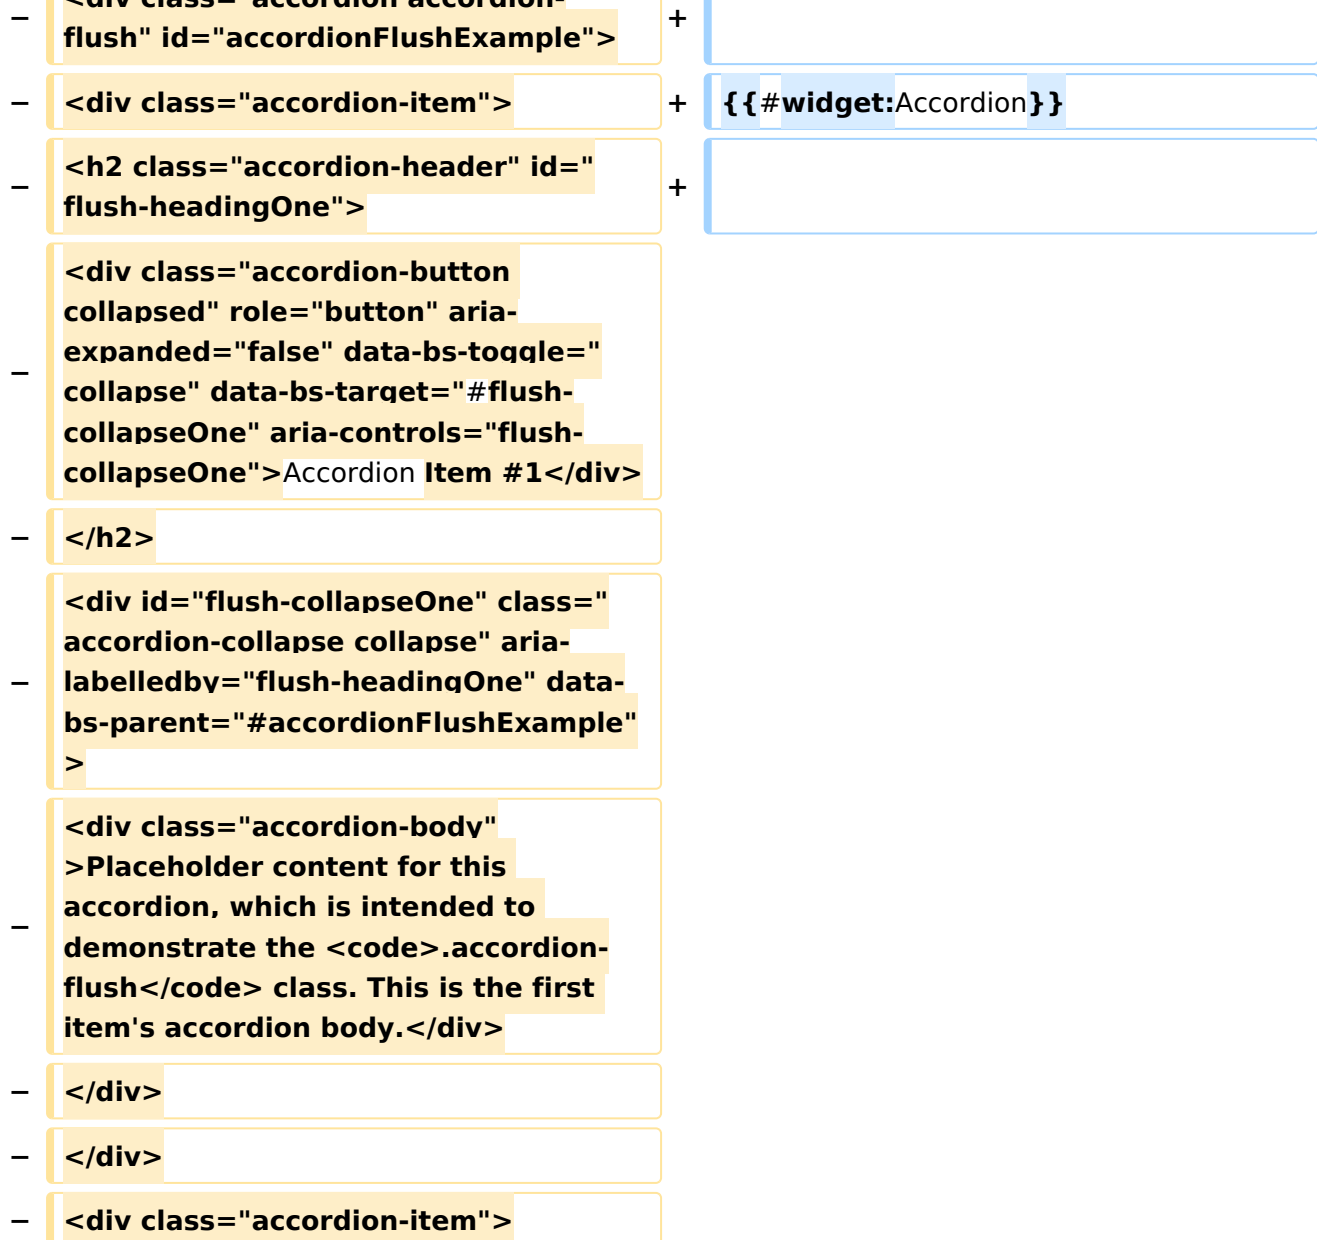 <div class="accordion accordion-
− flush" id="accordionFlushExample"> +
− <div class="accordion-item"> + {{#widget:Accordion}}
<h2 class="accordion-header" id="
− flush-headingOne"> +
<div class="accordion-button
collapsed" role="button" aria-
expanded="false" data-bs-toggle="
− collapse" data-bs-target="#flush-
collapseOne" aria-controls="flush-
collapseOne">Accordion Item #1</div>
− </h2>
<div id="flush-collapseOne" class="
accordion-collapse collapse" aria-
− labelledby="flush-headingOne" data-
bs-parent="#accordionFlushExample"
>
<div class="accordion-body"
>Placeholder content for this
accordion, which is intended to
− demonstrate the <code>.accordion-
flush</code> class. This is the first
item's accordion body.</div>
− </div>
− </div>
− <div class="accordion-item">